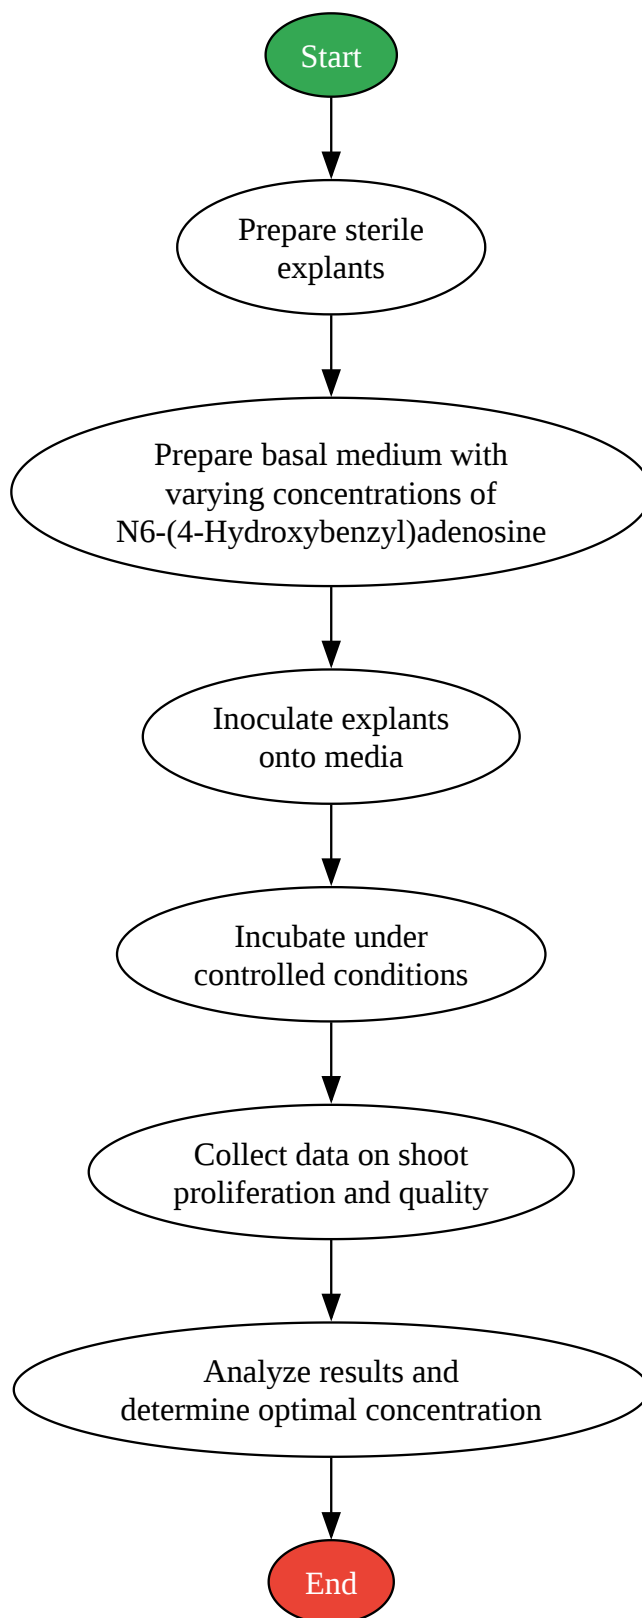 Start
Prepare sterile
explants
Prepare basal medium with
varying concentrations of
N6-(4-Hydroxybenzyl)adenosine
Inoculate explants
onto media
Incubate under
controlled conditions
Collect data on shoot
proliferation and quality
Analyze results and
determine optimal concentration
End